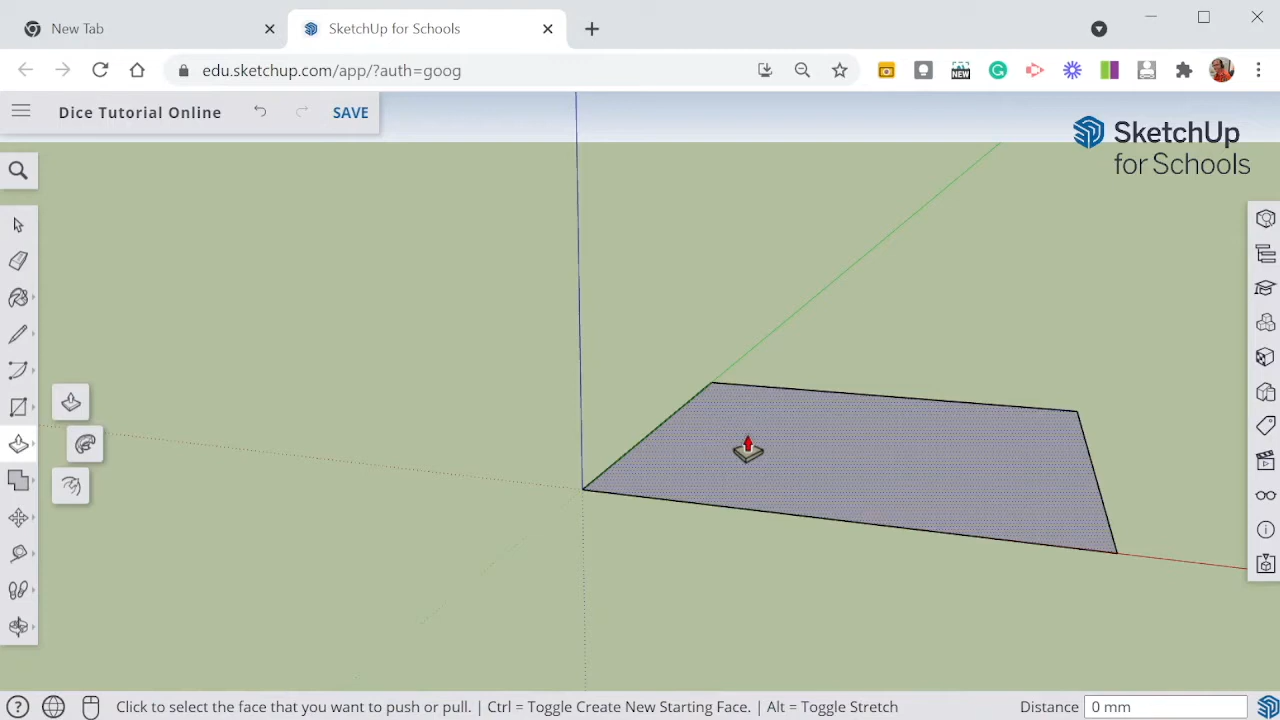 New Tab
SketchUp for Schools
edu.sketchup.com/app/?auth=goog
NEW
Dice Tutorial Online
SAVE
SketchUp
for Schools
Click to select the face that you want to push or pull. | Ctrl = Toggle Create New Starting Face. | Alt = Toggle Stretch
Distance
0 mm